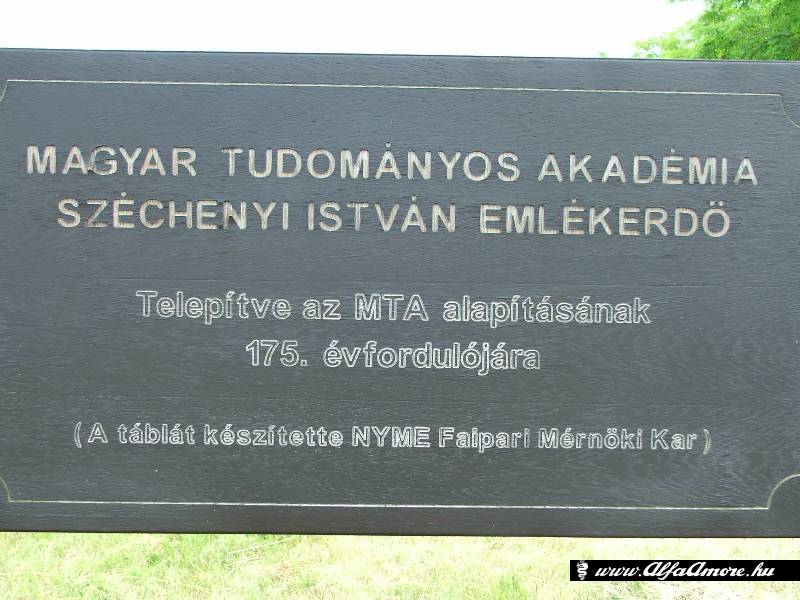 MAGYAR TUDOMÁNYOS AKADÉMIA
SZÉCHENYI ISTVÁN EMLÉKERDÖ
Telepítve az MTA alapításának
175. évfordulójára
(A táblát készítette NYME Faipari Mérnöki Kar)
www.AlfaAmore.hu